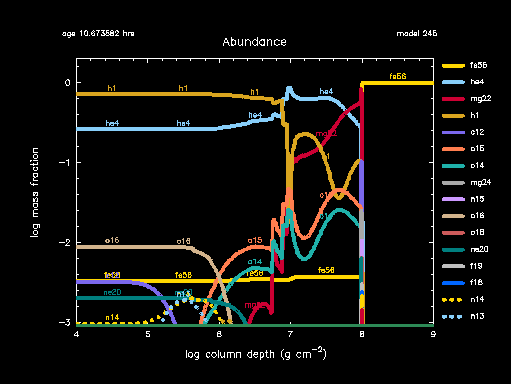 age 10.673582 hrs
model 245
Abundance
fe56
he4
mg22
h1
c12
o15
o14
mg24
n15
o16
o18
ne20
f19
f18
n14
n13
0
-1
-2
-3
4 5 6 7 8 9
log mass fraction
log column depth (g cm⁻²)
h1 h1 h1
he4 he4 he4 he4
fe56
mg22
h1
o16 o16 o15
o14
fe56 fe56 fe56 fe56
ne20
n14